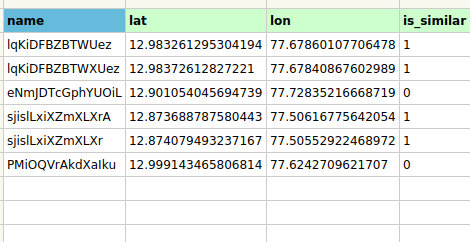 name lat lon is_similar
lqKiDFBZBTWUez 12.983261295304194 77.67860107706478 1
lqKiDFBZBTWXUez 12.98372612827221 77.67840867602989 1
eNmJDTcGphYUOiL 12.901054045694739 77.72835216668719 0
sjislLxiXZmXLXrA 12.873688787580443 77.50616775642054 1
sjislLxiXZmXLXr 12.874079493237167 77.50552922468972 1
PMiOQVrAkdXaIku 12.999143465806814 77.6242709621707 0